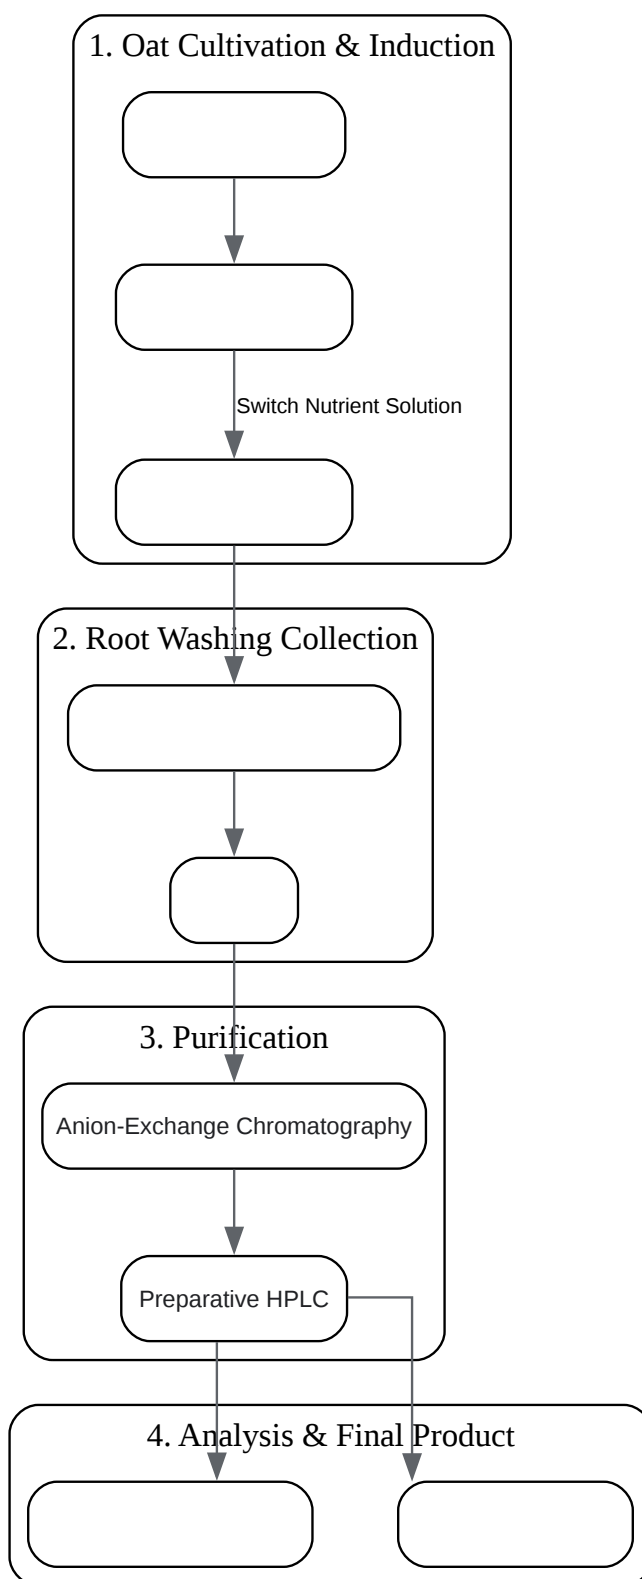 1. Oat Cultivation & Induction
Switch Nutrient Solution
2. Root Washing Collection
3. Purification
Anion-Exchange Chromatography
Preparative HPLC
4. Analysis & Final Product